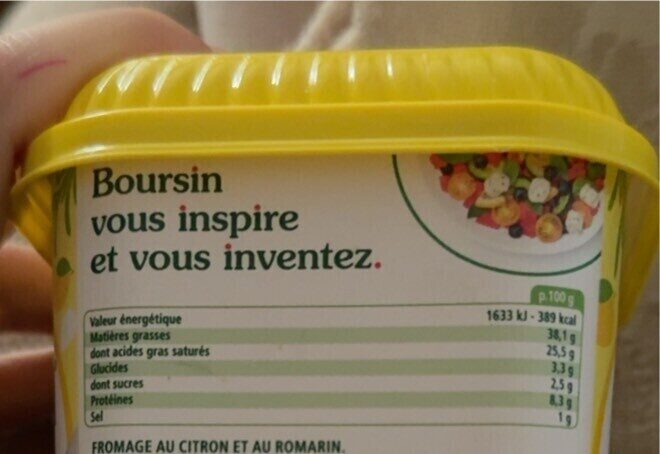 Boursin
vous inspire
et vous inventez.
p.100 g
Valeur énergétique 1633 kJ - 389 kcal
Matières grasses 38,1 g
dont acides gras saturés 25,5 g
Glucides 3,3 g
dont sucres 2,5 g
Protéines 8,3 g
Sel 1 g
FROMAGE AU CITRON ET AU ROMARIN.